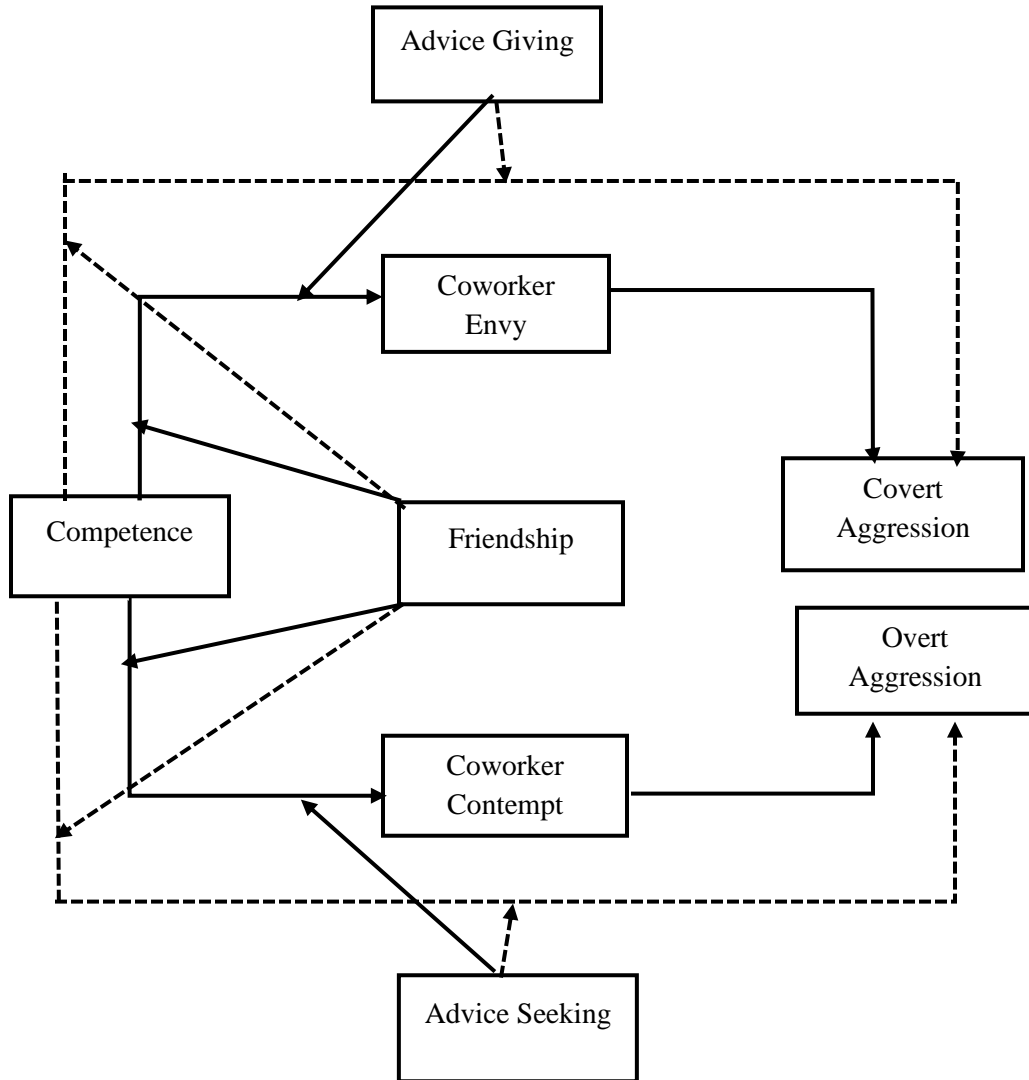 Advice Giving
Coworker
Envy
Covert
Aggression
Competence
Friendship
Overt
Aggression
Coworker
Contempt
Advice Seeking